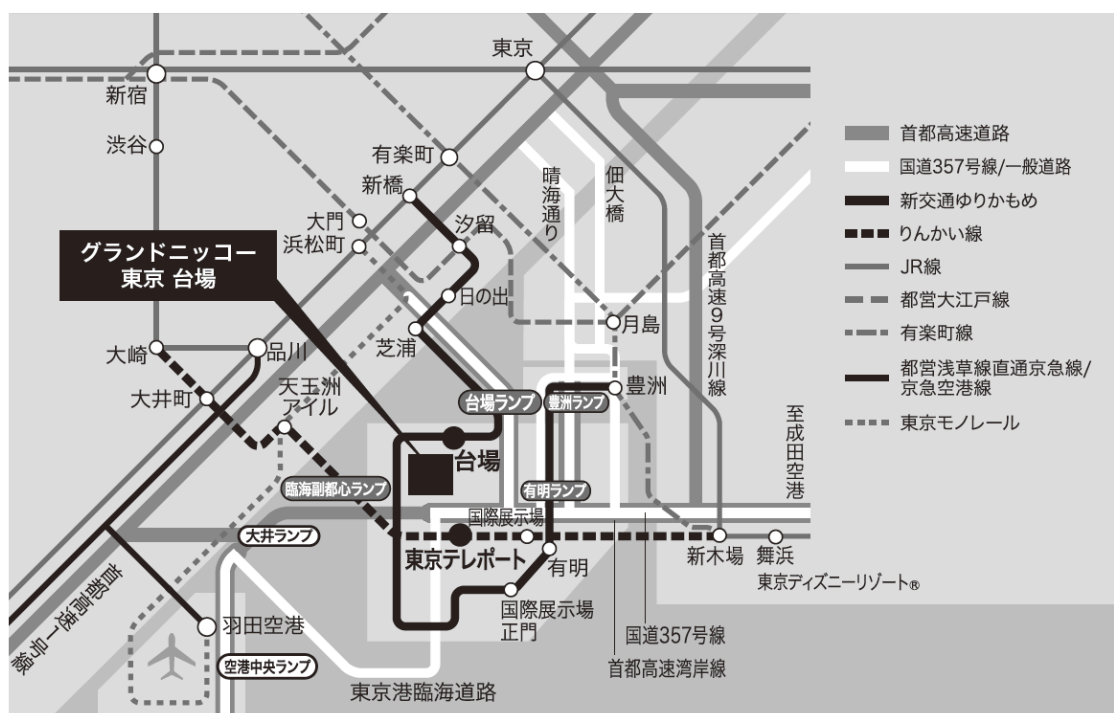 東京
新宿
渋谷
有楽町
新橋
大門
浜松町
汐留
晴海通り
佃大橋
首都高速9号深川線
グランドニッコー
東京 台場
日の出
芝浦
月島
大崎
品川
大井町
天王洲
アイル
台場ランプ
豊洲ランプ
豊洲
至成田空港
台場
臨海副都心ランプ
有明ランプ
国際展示場
大井ランプ
東京テレポート
有明
新木場
舞浜
東京ディズニーリゾート®
国際展示場
正門
首都高速1号線
羽田空港
空港中央ランプ
東京港臨海道路
国道357号線
首都高速湾岸線
首都高速道路
国道357号線/一般道路
新交通ゆりかもめ
りんかい線
JR線
都営大江戸線
有楽町線
都営浅草線直通京急線/
京急空港線
東京モノレール